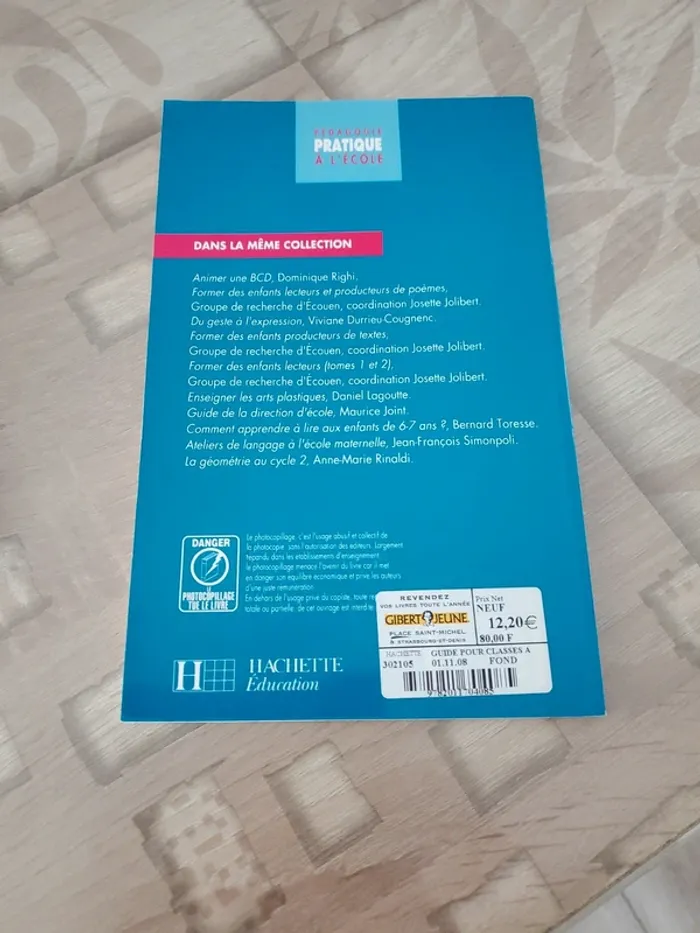 PÉDAGOGIE
PRATIQUE
À L'ÉCOLE
DANS LA MÊME COLLECTION
Animer une BCD, Dominique Righi.
Former des enfants lecteurs et producteurs de poèmes,
Groupe de recherche d'Écouen, coordination Josette Jolibert.
Du geste à l'expression, Viviane Durrieu-Cougnenc.
Former des enfants producteurs de textes,
Groupe de recherche d'Écouen, coordination Josette Jolibert.
Former des enfants lecteurs (tomes 1 et 2),
Groupe de recherche d'Écouen, coordination Josette Jolibert.
Enseigner les arts plastiques, Daniel Lagoutte.
Guide de la direction d'école, Maurice Joint.
Comment apprendre à lire aux enfants de 6-7 ans ?, Bernard Toresse.
Ateliers de langage à l'école maternelle, Jean-François Simonpoli.
La géométrie au cycle 2, Anne-Marie Rinaldi.
DANGER
LE
PHOTOCOPILLAGE
TUE LE LIVRE
Le photocopillage, c'est l'usage abusif et collectif de
la photocopie sans l'autorisation des éditeurs. Largement
répandu dans les établissements d'enseignement,
le photocopillage menace l'avenir du livre car il met
en danger son équilibre économique et prive les auteurs
d'une juste rémunération.
En dehors de l'usage privé du copiste, toute re
totale ou partielle, de cet ouvrage est interdite
HACHETTE
Éducation
REVENDEZ
VOS LIVRES TOUTE L'ANNÉE
GIBERT JEUNE
PLACE SAINT-MICHEL
& STRASBOURG-ST-DENIS
Prix Net
NEUF
12,20€
80,00 F
HACHETTE GUIDE POUR CLASSES A
302105 01.11.08 FOND
9 782011 704085